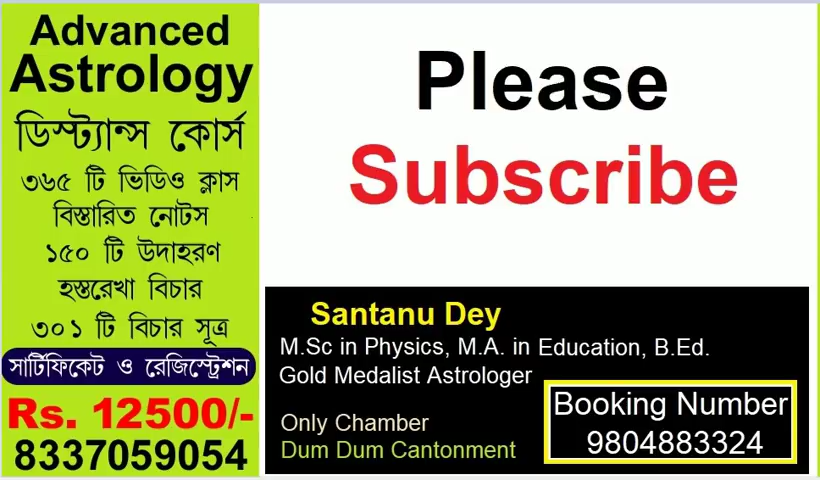 Advanced
Astrology
ডিস্ট্যান্স কোর্স
৩৬৫ টি ভিডিও ক্লাস
বিস্তারিত নোটস
১৫০ টি উদাহরণ
হস্তরেখা বিচার
৩০১ টি বিচার সূত্র
সার্টিফিকেট ও রেজিস্ট্রেশন
Rs. 12500/-
8337059054
Please
Subscribe
Santanu Dey
M.Sc in Physics, M.A. in Education, B.Ed.
Gold Medalist Astrologer
Only Chamber
Dum Dum Cantonment
Booking Number
9804883324